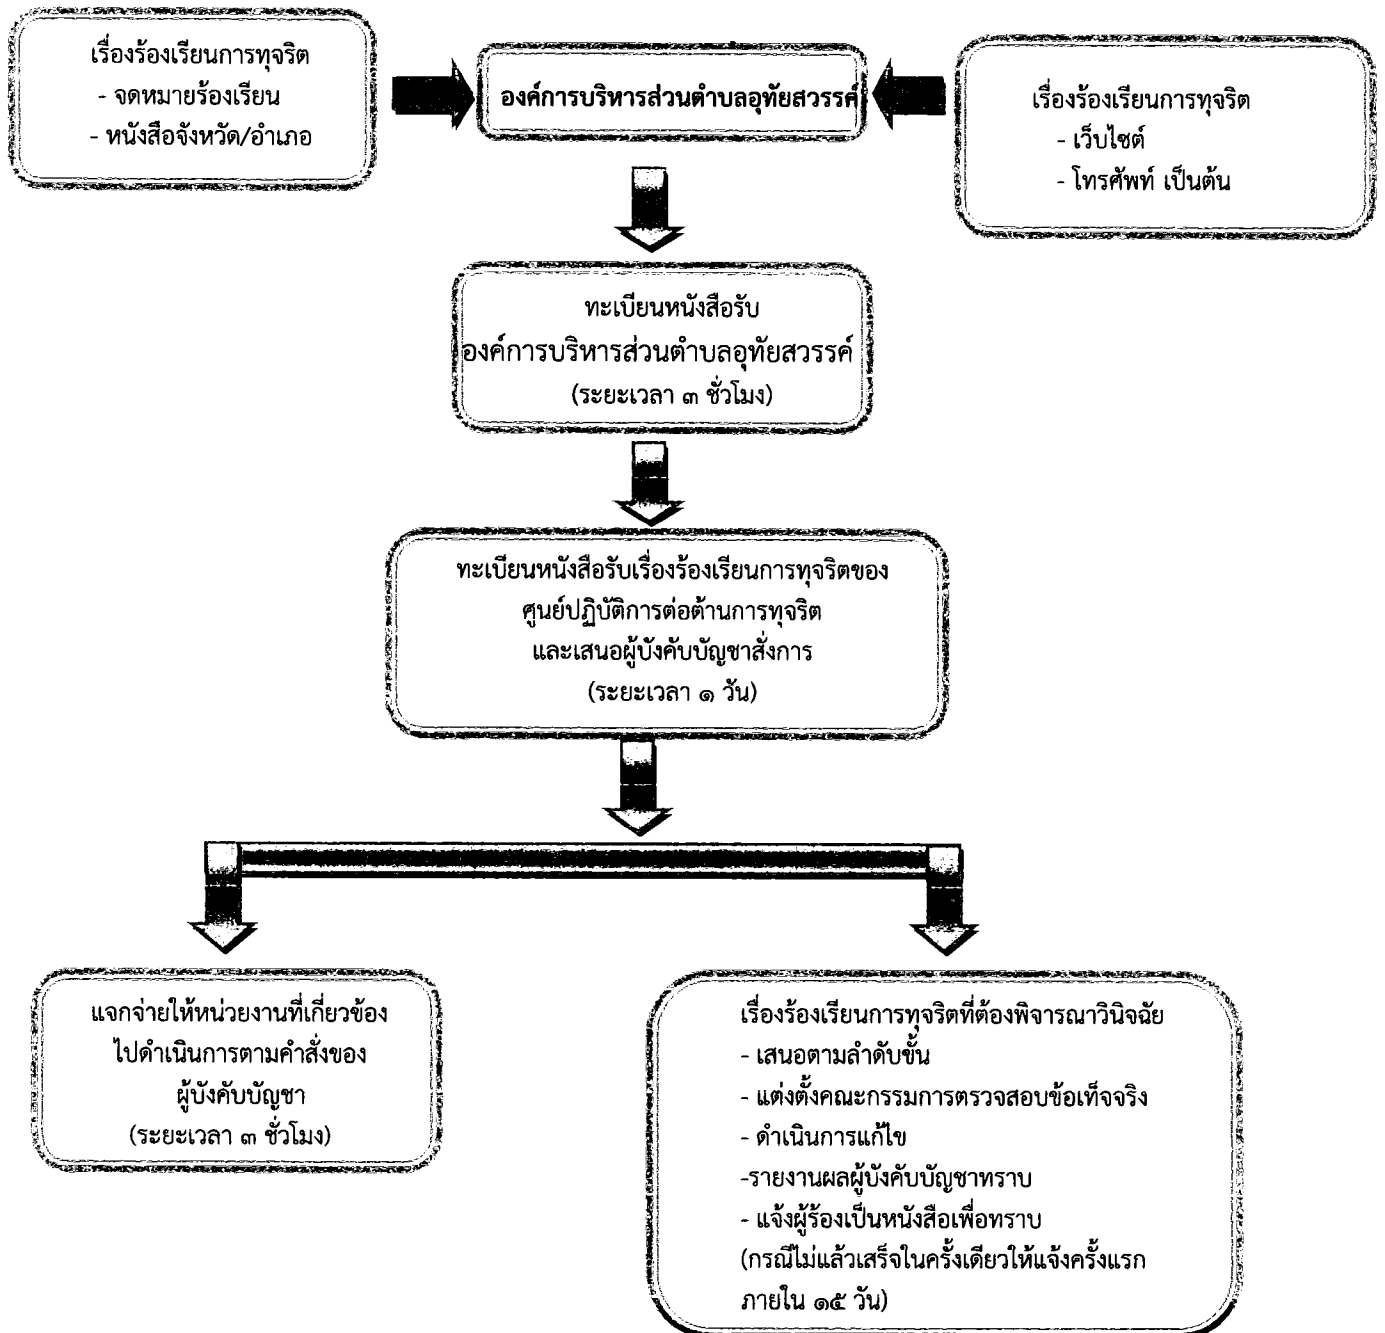 เรื่องร้องเรียนการทุจริต
- จดหมายร้องเรียน
- หนังสือจังหวัด/อำเภอ
องค์การบริหารส่วนตำบลอุทัยสวรรค์
เรื่องร้องเรียนการทุจริต
- เว็บไซต์
- โทรศัพท์ เป็นต้น
ทะเบียนหนังสือรับ
องค์การบริหารส่วนตำบลอุทัยสวรรค์
(ระยะเวลา ๓ ชั่วโมง)
ทะเบียนหนังสือรับเรื่องร้องเรียนการทุจริตของ
ศูนย์ปฏิบัติการต่อต้านการทุจริต
และเสนอผู้บังคับบัญชาสั่งการ
(ระยะเวลา ๑ วัน)
แจกจ่ายให้หน่วยงานที่เกี่ยวข้อง
ไปดำเนินการตามคำสั่งของ
ผู้บังคับบัญชา
(ระยะเวลา ๓ ชั่วโมง)
เรื่องร้องเรียนการทุจริตที่ต้องพิจารณาวินิจฉัย
- เสนอตามลำดับขั้น
- แต่งตั้งคณะกรรมการตรวจสอบข้อเท็จจริง
- ดำเนินการแก้ไข
-รายงานผลผู้บังคับบัญชาทราบ
- แจ้งผู้ร้องเป็นหนังสือเพื่อทราบ
(กรณีไม่แล้วเสร็จในครั้งเดียวให้แจ้งครั้งแรก
ภายใน ๑๕ วัน)